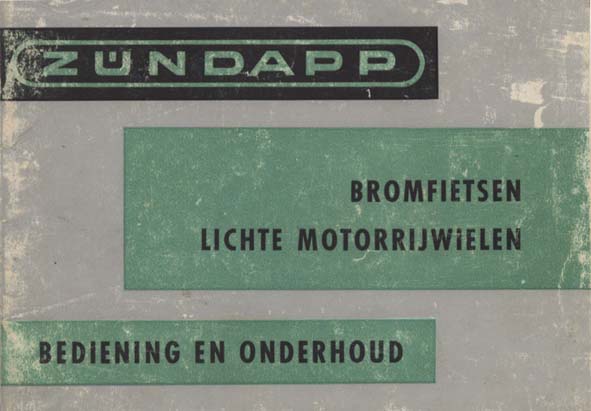 ZÜNDAPP
BROMFIETSEN
LICHTE MOTORRIJWIELEN
BEDIENING EN ONDERHOUD